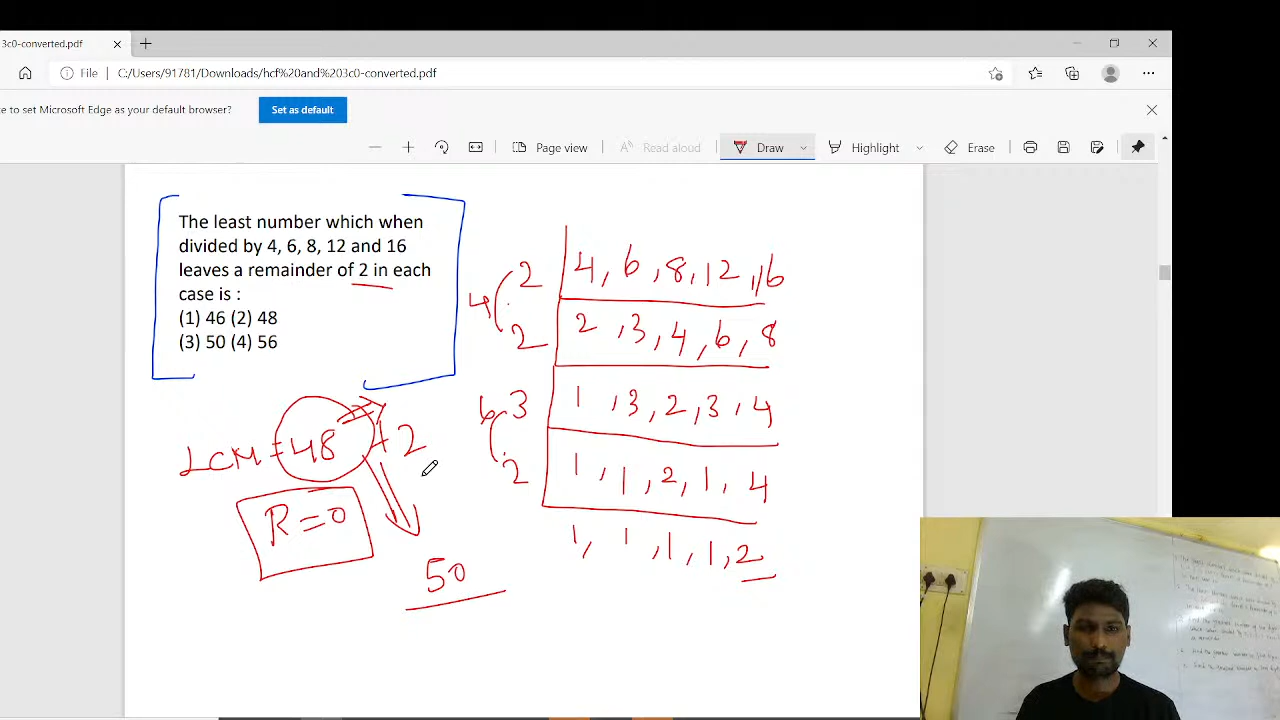 3c0-converted.pdf
File C:/Users/91781/Downloads/hcf%20and%203c0-converted.pdf
e to set Microsoft Edge as your default browser? Set as default
Page view Read aloud Draw Highlight Erase
The least number which when
divided by 4, 6, 8, 12 and 16
leaves a remainder of 2 in each
case is :
(1) 46 (2) 48
(3) 50 (4) 56
4 2 4, 6, 8, 12, 16
2 2, 3, 4, 6, 8
6 3 1, 3, 2, 3, 4
2 1, 1, 2, 1, 4
1, 1, 1, 1, 2
LCM = 48 + 2
R = 0
50